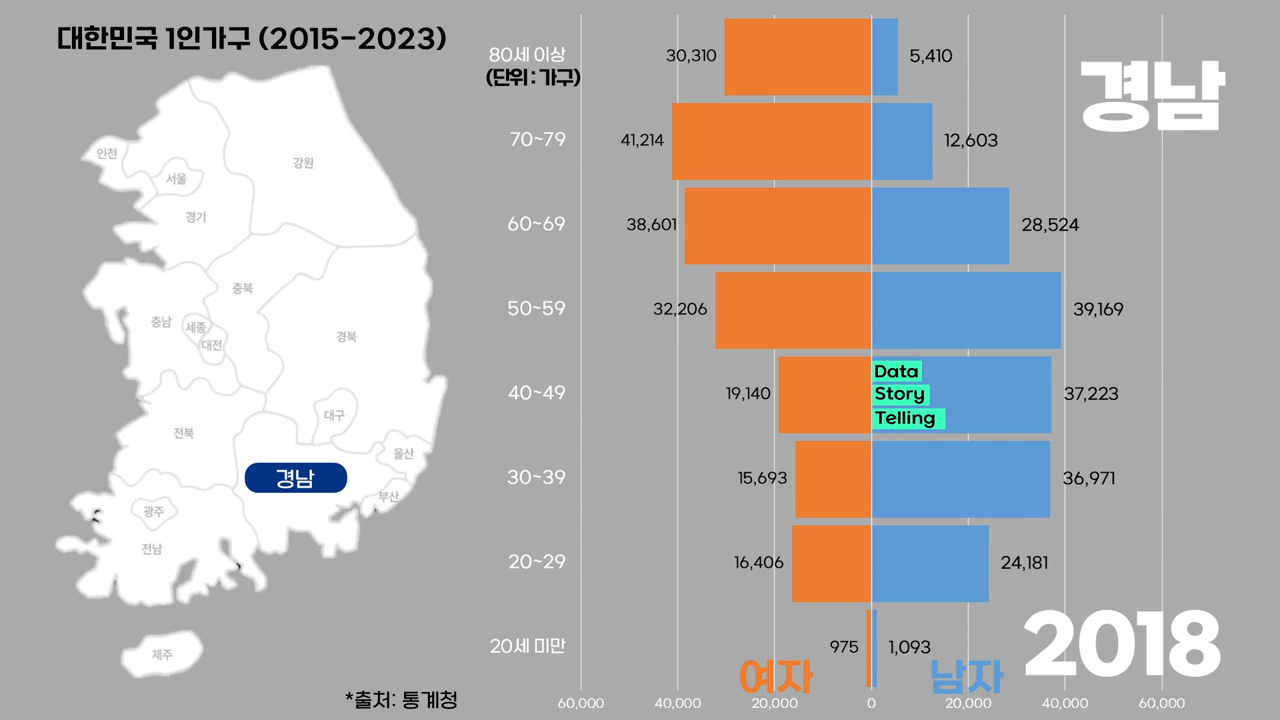 대한민국 1인가구 (2015-2023)
인천
서울
강원
경기
충북
충남
세종
대전
경북
대구
전북
울산
경남
부산
광주
전남
제주
*출처: 통계청
경남
80세 이상
(단위 : 가구)
30,310
5,410
70~79
41,214
12,603
60~69
38,601
28,524
50~59
32,206
39,169
40~49
19,140
Data
Story
Telling
37,223
30~39
15,693
36,971
20~29
16,406
24,181
20세 미만
975
1,093
여자
남자
2018
60,000
40,000
20,000
0
20,000
40,000
60,000